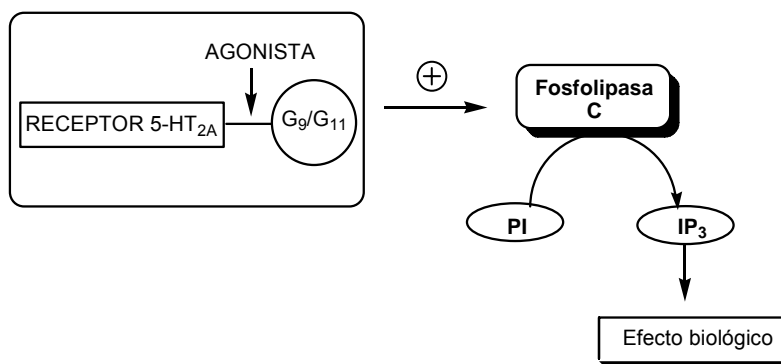 AGONISTA
RECEPTOR 5-HT2A
G9/G11
+
Fosfolipasa
C
PI
IP3
Efecto biológico